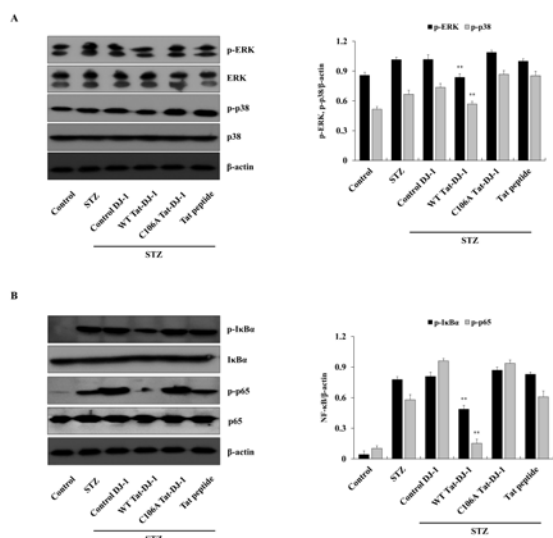 A
p-ERK
ERK
p-p38
p38
β-actin
Control
STZ
Control DJ-1
WT Tat-DJ-1
C106A Tat-DJ-1
Tat peptide
STZ
p-ERK p-p38
p-ERK, p-p38/β-actin
1.2
0.9
0.6
0.3
0
**
**
Control
STZ
Control DJ-1
WT Tat-DJ-1
C106A Tat-DJ-1
Tat peptide
STZ
B
p-IκBα
IκBα
p-p65
p65
β-actin
Control
STZ
Control DJ-1
WT Tat-DJ-1
C106A Tat-DJ-1
Tat peptide
STZ
p-IκBα p-p65
NF-κB/β-actin
1.2
0.9
0.6
0.3
0
**
**
Control
STZ
Control DJ-1
WT Tat-DJ-1
C106A Tat-DJ-1
Tat peptide
STZ